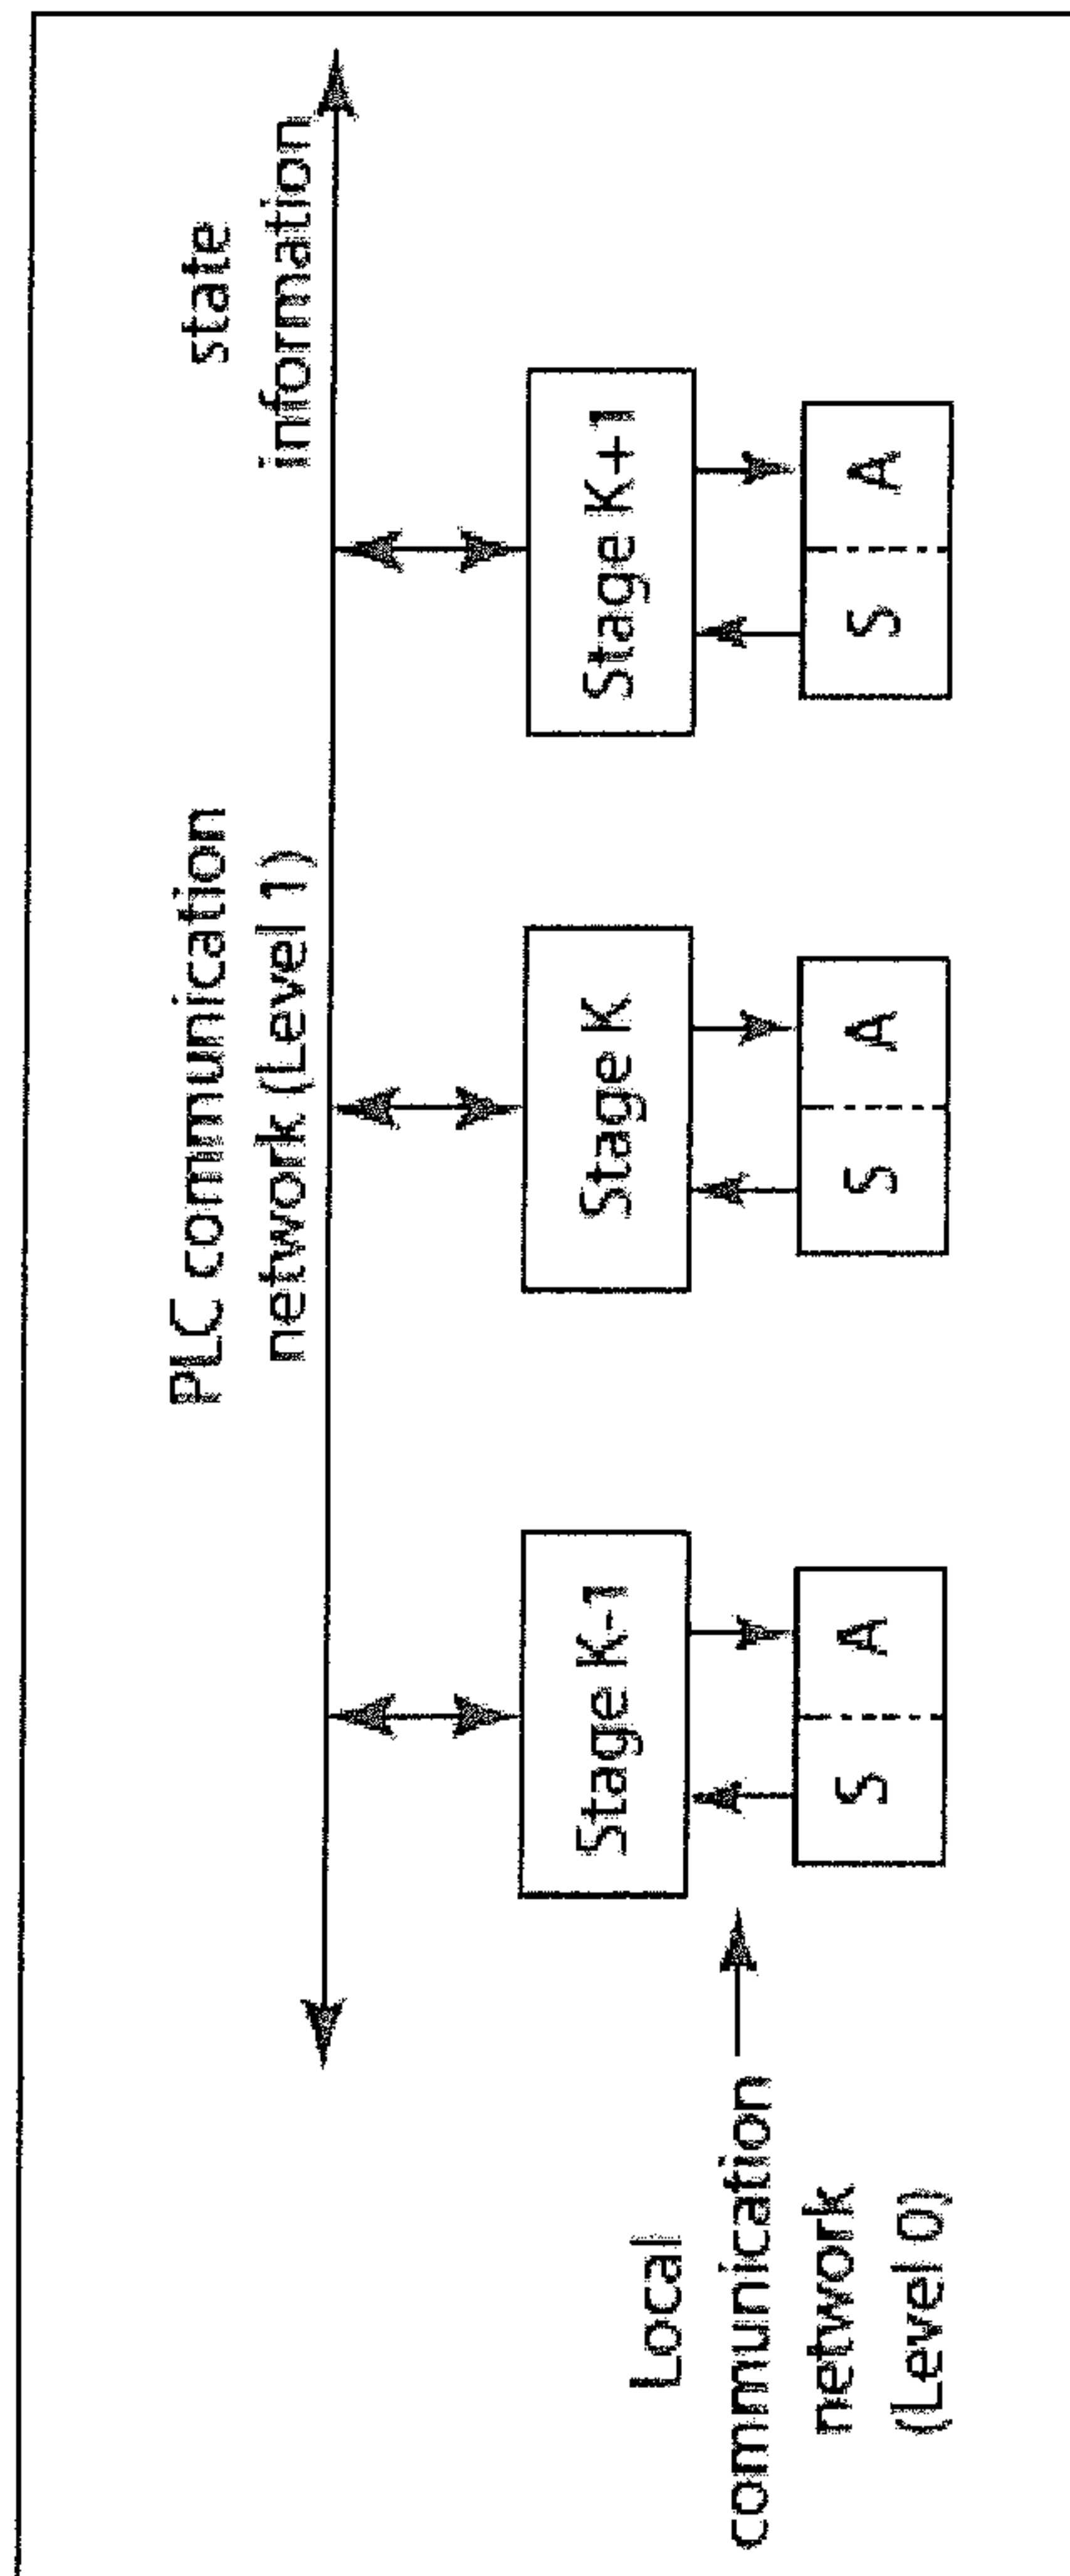 PLC communication
network (Level 1)
state
information
Stage K-1
Stage K
Stage K+1
S A
S A
S A
Local
communication
network
(Level 0)